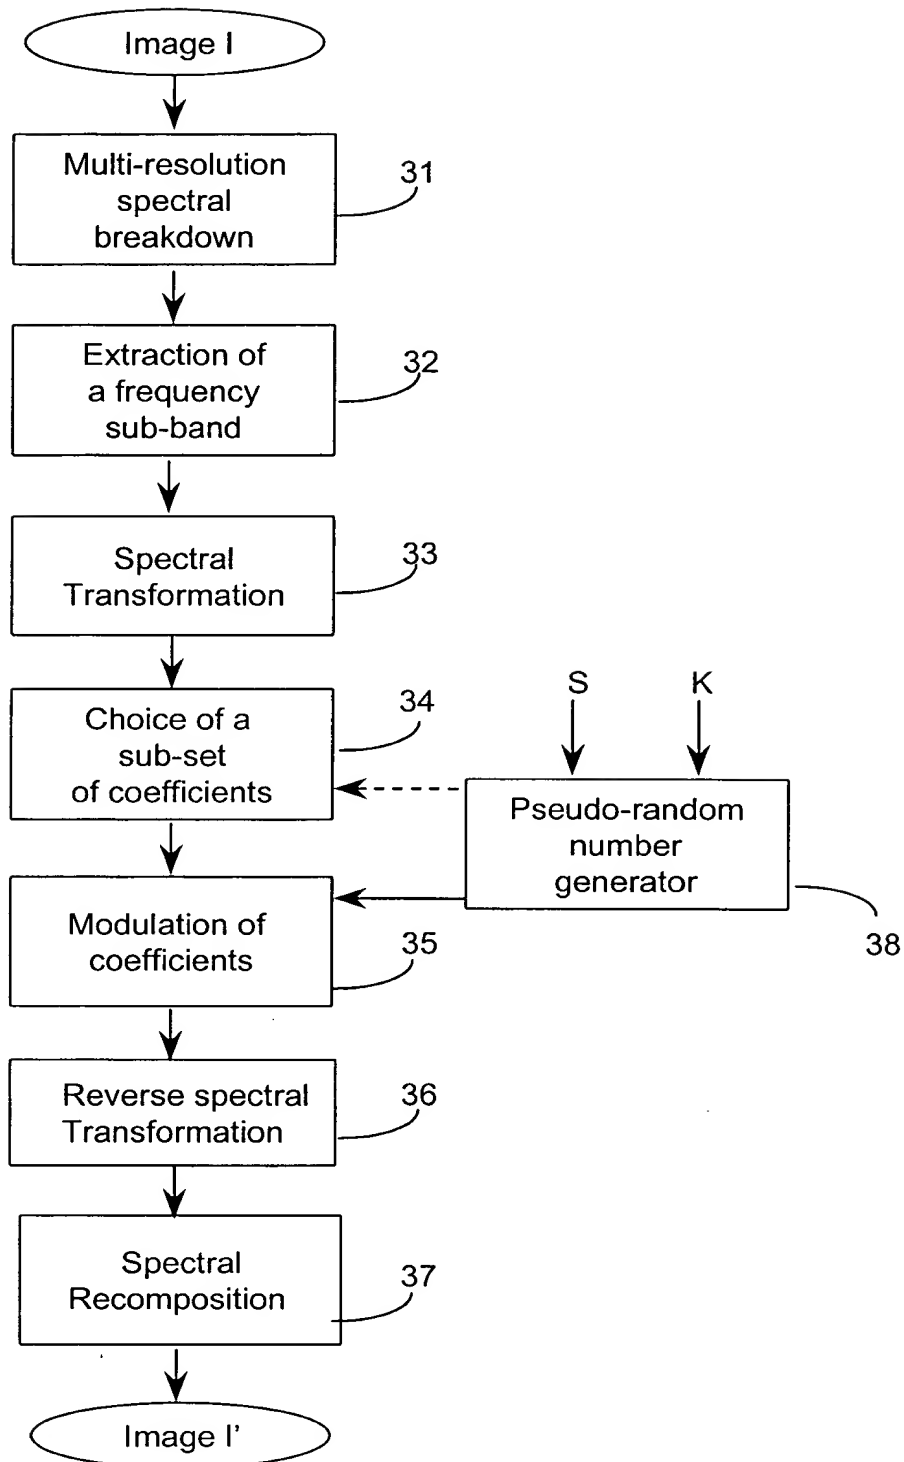 Image I
Multi-resolution
spectral
breakdown
31
Extraction of
a frequency
sub-band
32
Spectral
Transformation
33
Choice of a
sub-set
of coefficients
34
S
K
Pseudo-random
number
generator
38
Modulation of
coefficients
35
Reverse spectral
Transformation
36
Spectral
Recomposition
37
Image I'